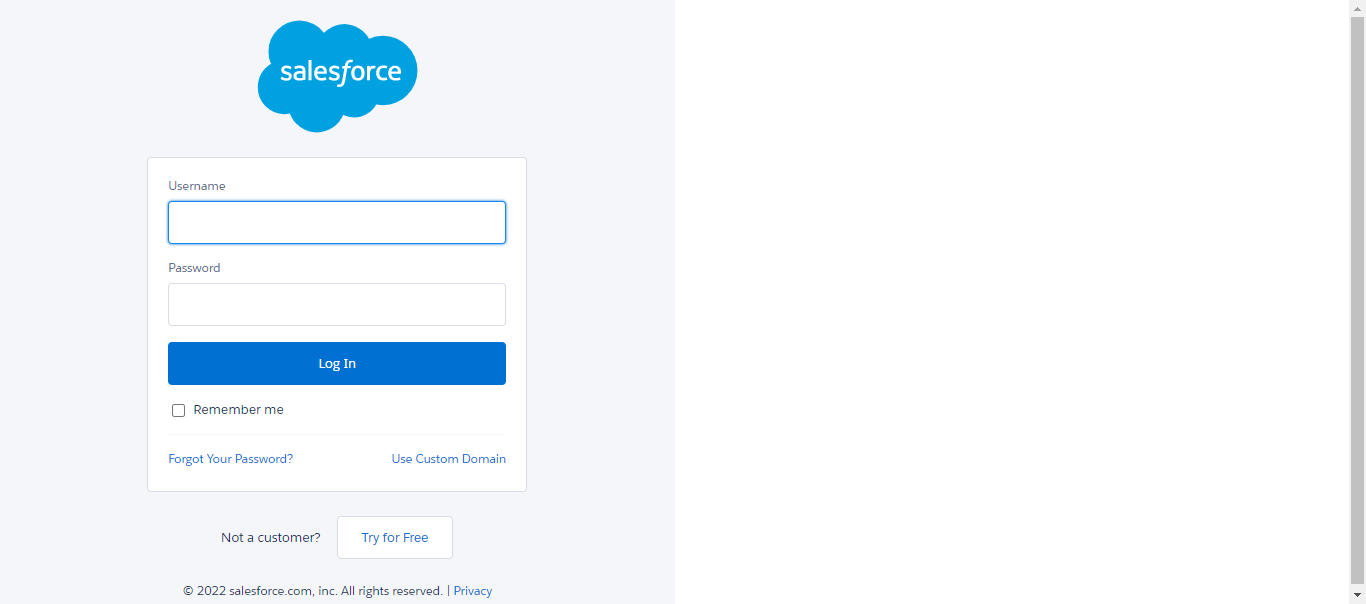 salesforce
Username
Password
Log In
Remember me
Forgot Your Password? Use Custom Domain
Not a customer? Try for Free
© 2022 salesforce.com, inc. All rights reserved. | Privacy